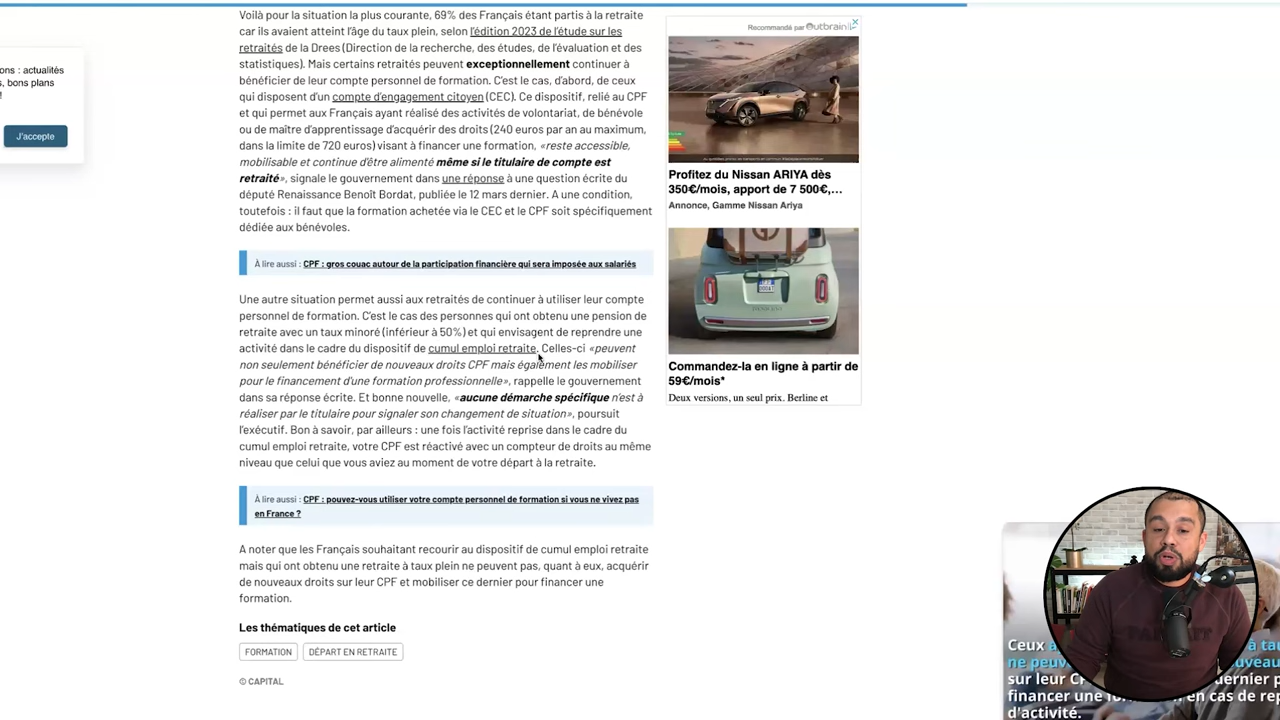 Voilà pour la situation la plus courante, 69% des Français étant partis à la retraite
car ils avaient atteint l'âge du taux plein, selon l'édition 2023 de l'étude sur les
retraités de la Drees (Direction de la recherche, des études, de l'évaluation et des
statistiques). Mais certains retraités peuvent exceptionnellement continuer à
bénéficier de leur compte personnel de formation. C'est le cas, d'abord, de ceux
qui disposent d'un compte d'engagement citoyen (CEC). Ce dispositif, relié au CPF
et qui permet aux Français ayant réalisé des activités de volontariat, de bénévole
ou de maître d'apprentissage d'acquérir des droits (240 euros par an au maximum,
dans la limite de 720 euros) visant à financer une formation, «reste accessible,
mobilisable et continue d'être alimenté même si le titulaire de compte est
retraité», signale le gouvernement dans une réponse à une question écrite du
député Renaissance Benoît Bordat, publiée le 12 mars dernier. A une condition,
toutefois : il faut que la formation achetée via le CEC et le CPF soit spécifiquement
dédiée aux bénévoles.
À lire aussi : CPF : gros couac autour de la participation financière qui sera imposée aux salariés
Une autre situation permet aussi aux retraités de continuer à utiliser leur compte
personnel de formation. C'est le cas des personnes qui ont obtenu une pension de
retraite avec un taux minoré (inférieur à 50%) et qui envisagent de reprendre une
activité dans le cadre du dispositif de cumul emploi retraite. Celles-ci «peuvent
non seulement bénéficier de nouveaux droits CPF mais également les mobiliser
pour le financement d'une formation professionnelle», rappelle le gouvernement
dans sa réponse écrite. Et bonne nouvelle, «aucune démarche spécifique n'est à
réaliser par le titulaire pour signaler son changement de situation», poursuit
l'exécutif. Bon à savoir, par ailleurs : une fois l'activité reprise dans le cadre du
cumul emploi retraite, votre CPF est réactivé avec un compteur de droits au même
niveau que celui que vous aviez au moment de votre départ à la retraite.
À lire aussi : CPF : pouvez-vous utiliser votre compte personnel de formation si vous ne vivez pas
en France ?
A noter que les Français souhaitant recourir au dispositif de cumul emploi retraite
mais qui ont obtenu une retraite à taux plein ne peuvent pas, quant à eux, acquérir
de nouveaux droits sur leur CPF et mobiliser ce dernier pour financer une
formation.
Les thématiques de cet article
FORMATION
DÉPART EN RETRAITE
© CAPITAL
ons : actualités
s, bons plans
!
J'accepte
Recommandé par Outbrain
Profitez du Nissan ARIYA dès
350€/mois, apport de 7 500€,...
Annonce, Gamme Nissan Ariya
Commandez-la en ligne à partir de
59€/mois*
Deux versions, un seul prix. Berline et
Ceux
à tau
ne peuv
uveau
sur leur C
dernier p
financer une
en cas de rep
d'activité.